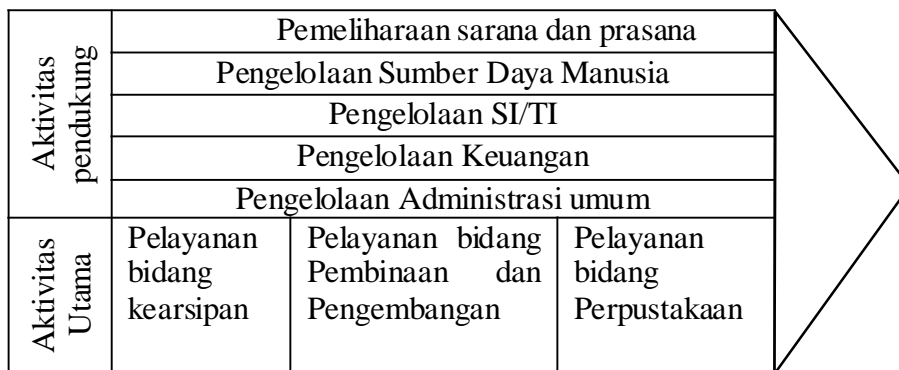 Aktivitas
pendukung
Pemeliharaan sarana dan prasana
Pengelolaan Sumber Daya Manusia
Pengelolaan SI/TI
Pengelolaan Keuangan
Pengelolaan Administrasi umum
Aktivitas
Utama
Pelayanan
bidang
kearsipan
Pelayanan bidang
Pembinaan dan
Pengembangan
Pelayanan
bidang
Perpustakaan